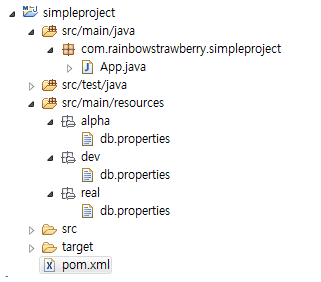 simpleproject
src/main/java
com.rainbowstrawberry.simpleproject
App.java
src/test/java
src/main/resources
alpha
db.properties
dev
db.properties
real
db.properties
src
target
pom.xml